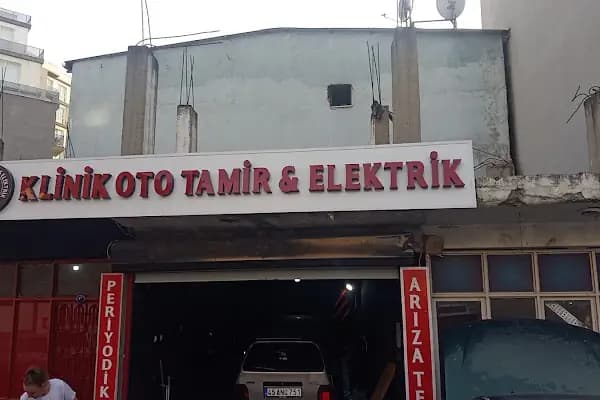 KLİNİK OTO TAMİR & ELEKTRİK
PERİYODİK
ARIZA TE